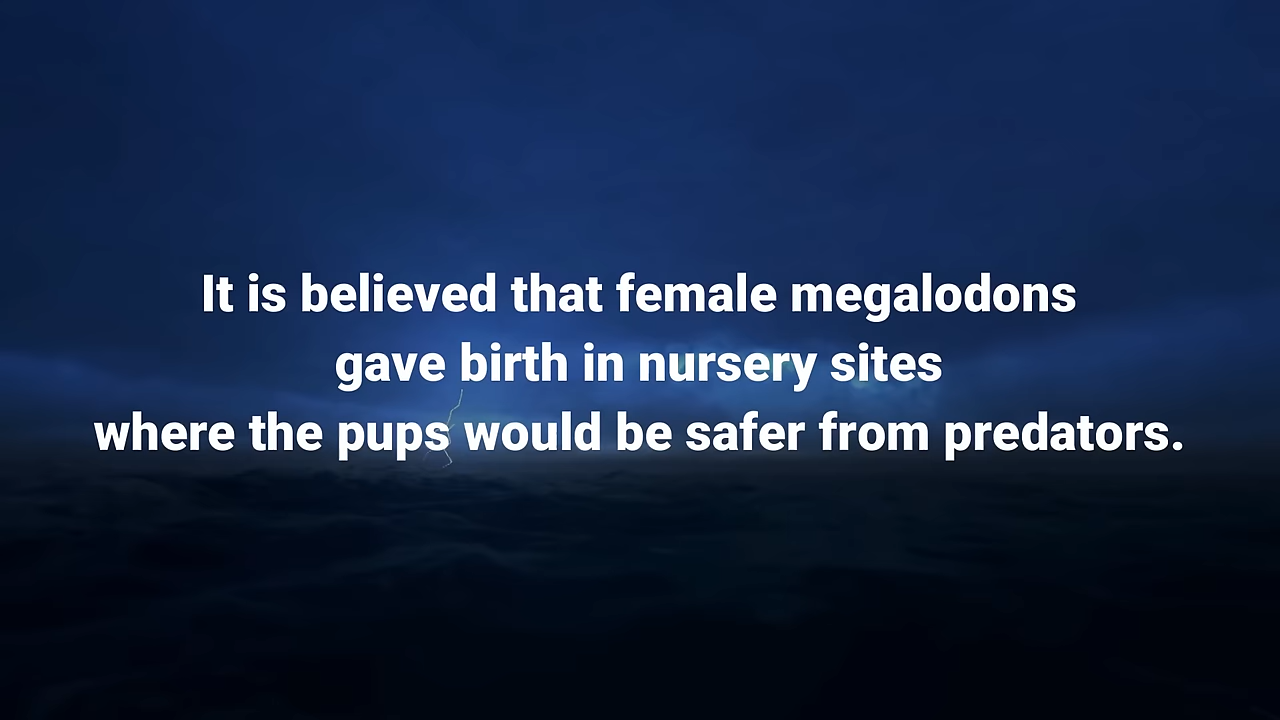 It is believed that female megalodons
gave birth in nursery sites
where the pups would be safer from predators.